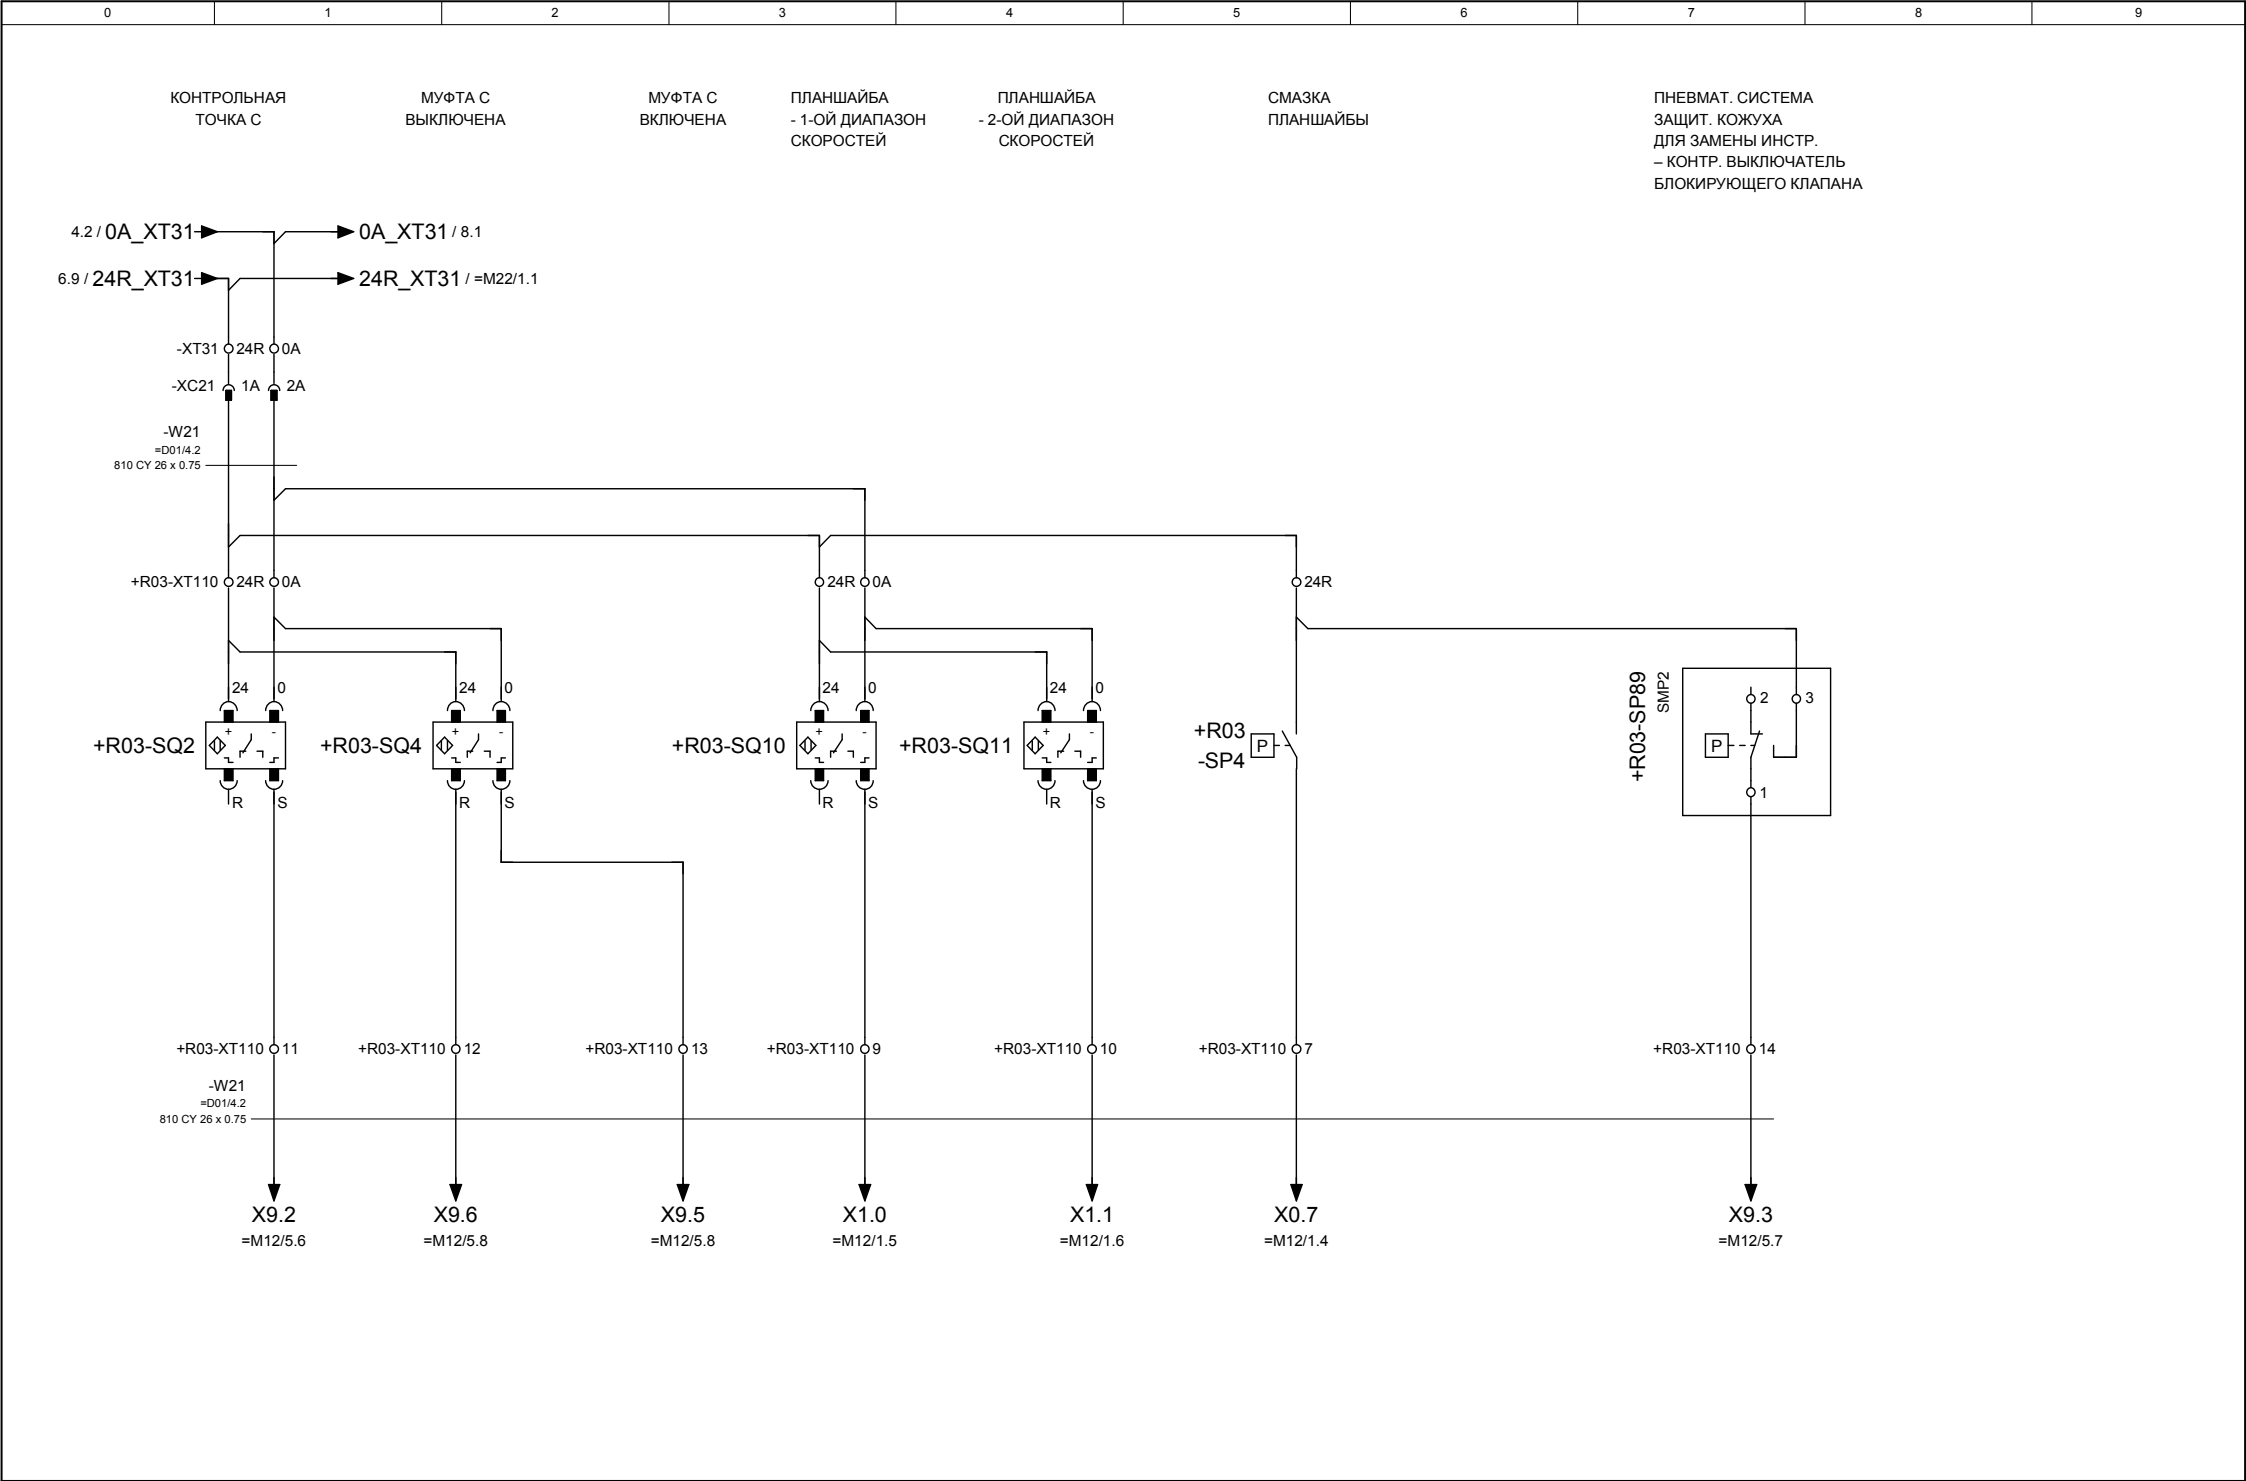 0 1 2 3 4 5 6 7 8 9
КОНТРОЛЬНАЯ
ТОЧКА С
МУФТА С
ВЫКЛЮЧЕНА
МУФТА С
ВКЛЮЧЕНА
ПЛАНШАЙБА
- 1-ОЙ ДИАПАЗОН
СКОРОСТЕЙ
ПЛАНШАЙБА
- 2-ОЙ ДИАПАЗОН
СКОРОСТЕЙ
СМАЗКА
ПЛАНШАЙБЫ
ПНЕВМАТ. СИСТЕМА
ЗАЩИТ. КОЖУХА
ДЛЯ ЗАМЕНЫ ИНСТР.
– КОНТР. ВЫКЛЮЧАТЕЛЬ
БЛОКИРУЮЩЕГО КЛАПАНА
4.2 / 0A_XT31 0A_XT31 / 8.1
6.9 / 24R_XT31 24R_XT31 / =M22/1.1
-XT31 24R 0A
-XC21 1A 2A
-W21
=D01/4.2
810 CY 26 x 0.75
+R03-XT110 24R 0A 24R 0A 24R
24 0 24 0 24 0 24 0
+ - + - + - + -
+R03-SQ2 +R03-SQ4 +R03-SQ10 +R03-SQ11
R S R S R S R S
+R03
-SP4
P
+R03-SP89
SMP2
2 3
P
1
+R03-XT110 11 +R03-XT110 12 +R03-XT110 13 +R03-XT110 9 +R03-XT110 10 +R03-XT110 7 +R03-XT110 14
-W21
=D01/4.2
810 CY 26 x 0.75
X9.2 X9.6 X9.5 X1.0 X1.1 X0.7 X9.3
=M12/5.6 =M12/5.8 =M12/5.8 =M12/1.5 =M12/1.6 =M12/1.4 =M12/5.7